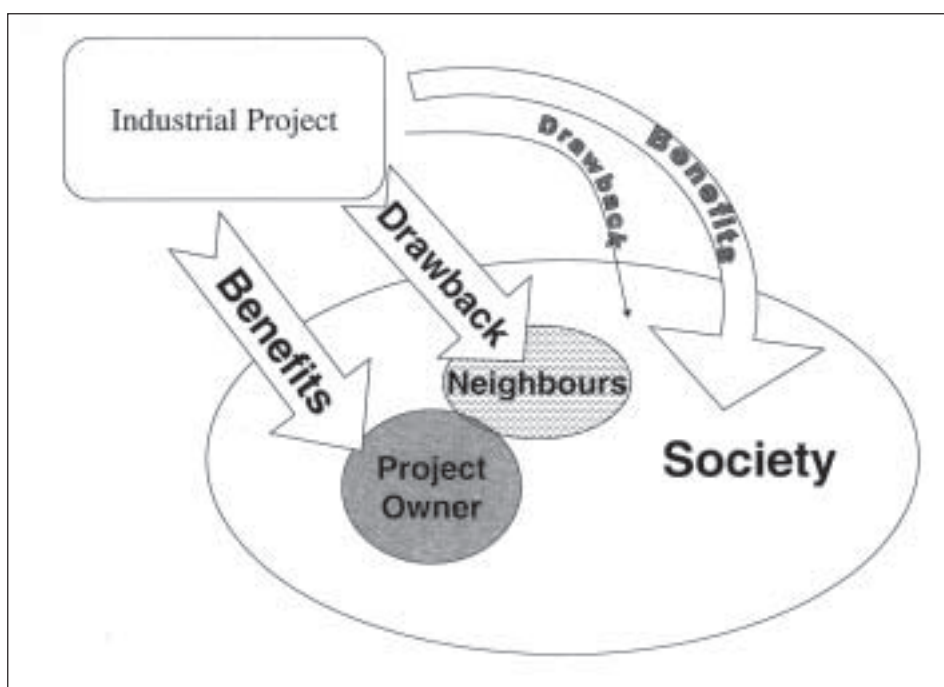 Industrial Project
Drawback
Benefits
Drawback
Benefits
Neighbours
Project
Owner
Society